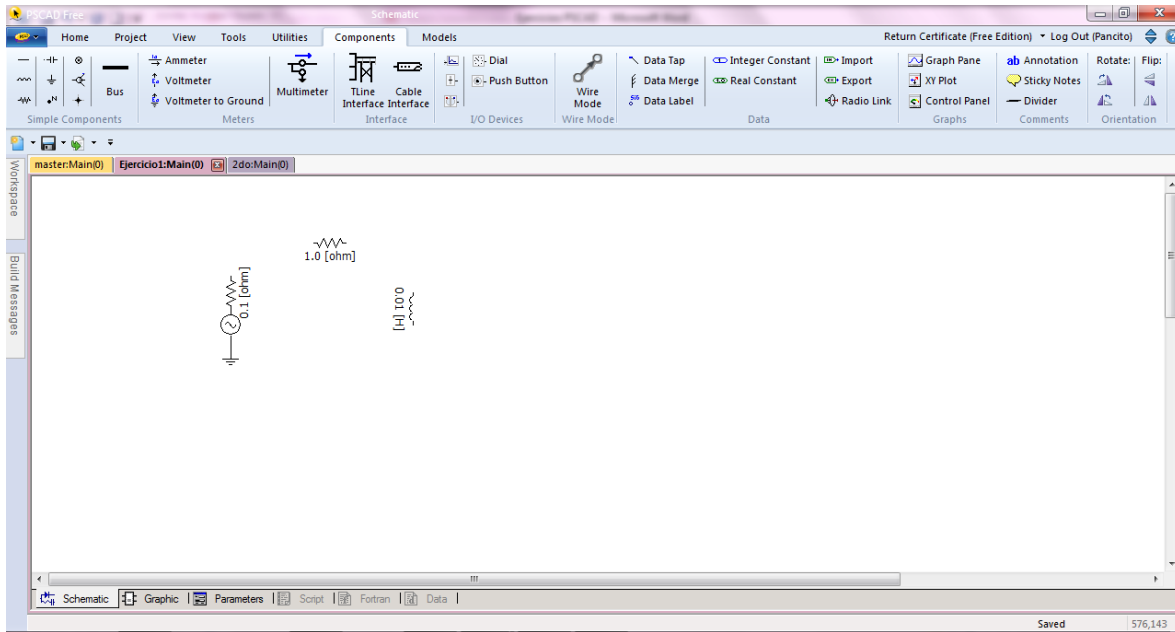 PSCAD Free
Schematic
Home Project View Tools Utilities Components Models
Return Certificate (Free Edition) Log Out (Pancito)
Ammeter
Voltmeter
Voltmeter to Ground
Bus
N
Multimeter
TLine Interface
Cable Interface
Dial
Push Button
Wire Mode
Data Tap
Data Merge
Data Label
Integer Constant
Real Constant
Import
Export
Radio Link
Graph Pane
XY Plot
Control Panel
ab Annotation
Sticky Notes
Divider
Rotate: Flip:
Simple Components Meters Interface I/O Devices Wire Mode Data Graphs Comments Orientation
master:Main(0) Ejercicio1:Main(0) 2do:Main(0)
Workspace
Build Messages
1.0 [ohm]
0.1 [ohm]
0.01 [H]
Schematic Graphic Parameters Script Fortran Data
Saved 576,143